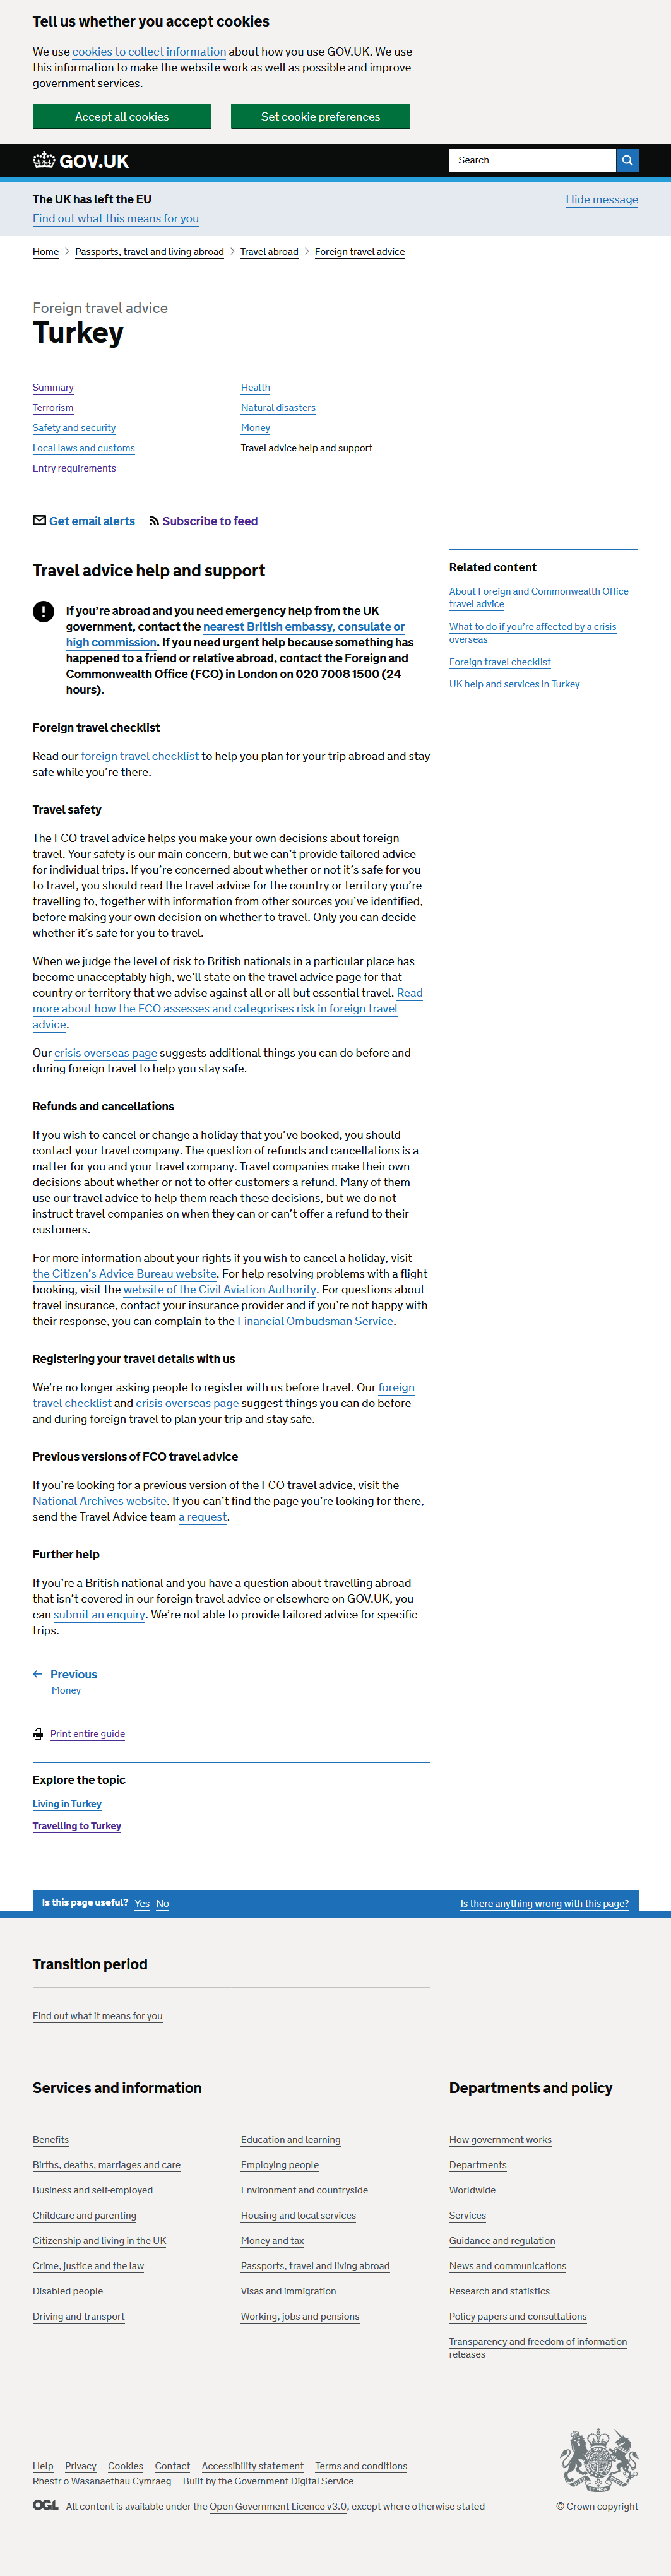 Tell us whether you accept cookies
We use cookies to collect information about how you use GOV.UK. We use
this information to make the website work as well as possible and improve
government services.
Accept all cookies
Set cookie preferences
GOV.UK
Search
The UK has left the EU
Hide message
Find out what this means for you
Home
Passports, travel and living abroad
Travel abroad
Foreign travel advice
Foreign travel advice
Turkey
Summary
Terrorism
Safety and security
Local laws and customs
Entry requirements
Health
Natural disasters
Money
Travel advice help and support
Get email alerts
Subscribe to feed
Travel advice help and support
If you're abroad and you need emergency help from the UK
government, contact the nearest British embassy, consulate or
high commission. If you need urgent help because something has
happened to a friend or relative abroad, contact the Foreign and
Commonwealth Office (FCO) in London on 020 7008 1500 (24
hours).
Foreign travel checklist
Read our foreign travel checklist to help you plan for your trip abroad and stay
safe while you're there.
Travel safety
The FCO travel advice helps you make your own decisions about foreign
travel. Your safety is our main concern, but we can't provide tailored advice
for individual trips. If you're concerned about whether or not it's safe for you
to travel, you should read the travel advice for the country or territory you're
travelling to, together with information from other sources you've identified,
before making your own decision on whether to travel. Only you can decide
whether it's safe for you to travel.
When we judge the level of risk to British nationals in a particular place has
become unacceptably high, we'll state on the travel advice page for that
country or territory that we advise against all or all but essential travel. Read
more about how the FCO assesses and categorises risk in foreign travel
advice.
Our crisis overseas page suggests additional things you can do before and
during foreign travel to help you stay safe.
Refunds and cancellations
If you wish to cancel or change a holiday that you've booked, you should
contact your travel company. The question of refunds and cancellations is a
matter for you and your travel company. Travel companies make their own
decisions about whether or not to offer customers a refund. Many of them
use our travel advice to help them reach these decisions, but we do not
instruct travel companies on when they can or can't offer a refund to their
customers.
For more information about your rights if you wish to cancel a holiday, visit
the Citizen's Advice Bureau website. For help resolving problems with a flight
booking, visit the website of the Civil Aviation Authority. For questions about
travel insurance, contact your insurance provider and if you're not happy with
their response, you can complain to the Financial Ombudsman Service.
Registering your travel details with us
We're no longer asking people to register with us before travel. Our foreign
travel checklist and crisis overseas page suggest things you can do before
and during foreign travel to plan your trip and stay safe.
Previous versions of FCO travel advice
If you're looking for a previous version of the FCO travel advice, visit the
National Archives website. If you can't find the page you're looking for there,
send the Travel Advice team a request.
Further help
If you're a British national and you have a question about travelling abroad
that isn't covered in our foreign travel advice or elsewhere on GOV.UK, you
can submit an enquiry. We're not able to provide tailored advice for specific
trips.
Previous
Money
Print entire guide
Explore the topic
Living in Turkey
Travelling to Turkey
Related content
About Foreign and Commonwealth Office
travel advice
What to do if you're affected by a crisis
overseas
Foreign travel checklist
UK help and services in Turkey
Is this page useful? Yes No
Is there anything wrong with this page?
Transition period
Find out what it means for you
Services and information
Benefits
Births, deaths, marriages and care
Business and self-employed
Childcare and parenting
Citizenship and living in the UK
Crime, justice and the law
Disabled people
Driving and transport
Education and learning
Employing people
Environment and countryside
Housing and local services
Money and tax
Passports, travel and living abroad
Visas and immigration
Working, jobs and pensions
Departments and policy
How government works
Departments
Worldwide
Services
Guidance and regulation
News and communications
Research and statistics
Policy papers and consultations
Transparency and freedom of information
releases
Help Privacy Cookies Contact Accessibility statement Terms and conditions
Rhestr o Wasanaethau Cymraeg Built by the Government Digital Service
OGL All content is available under the Open Government Licence v3.0, except where otherwise stated
© Crown copyright